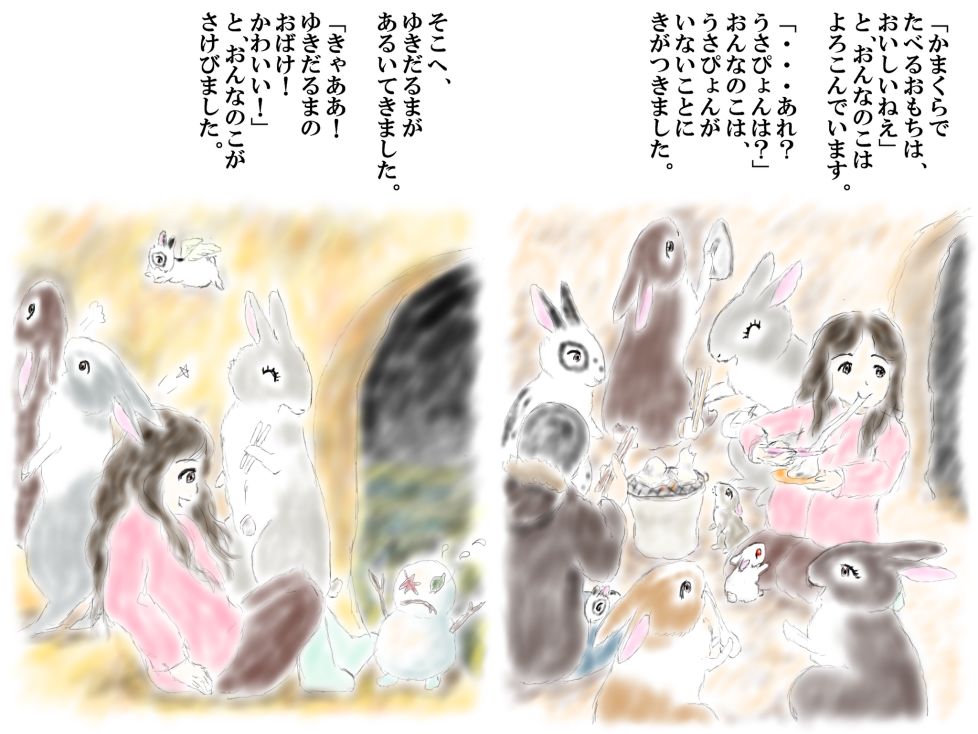 「かまくらで
たべるおもちは、
おいしいねえ」
と、おんなのこは
よろこんでいます。
「・・・あれ？
うさぴょんは？」
おんなのこは、
うさぴょんが
いないことに
きがつきました。
そこへ、
ゆきだるまが
あるいてきました。
「きゃああ！
ゆきだるまの
おばけ！
かわいい！」
と、おんなのこが
さけびました。